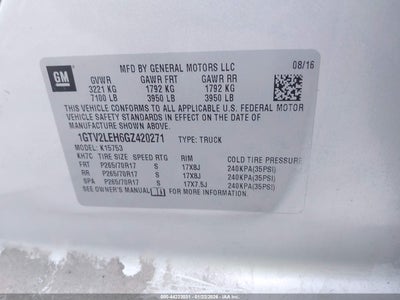 GM
MFD BY GENERAL MOTORS LLC 08/16
GVWR GAWR FRT GAWR RR
3221 KG 1792 KG 1792 KG
7100 LB 3950 LB 3950 LB
THIS VEHICLE CONFORMS TO ALL APPLICABLE U.S. FEDERAL MOTOR
VEHICLE SAFETY AND THEFT PREVENTION STANDARDS IN EFFECT ON THE DATE OF
MANUFACTURE SHOWN ABOVE.
1GTV2LEH6GZ420271 TYPE: TRUCK
MODEL: K15753
KH7C TIRE SIZE SPEED RTG RIM COLD TIRE PRESSURE
FRT P265/70R17 S 17X8J 240KPA(35PSI)
RR P265/70R17 S 17X8J 240KPA(35PSI)
SPA P265/70R17 S 17X7.5J 240KPA(35PSI)
SEE OWNER'S MANUAL